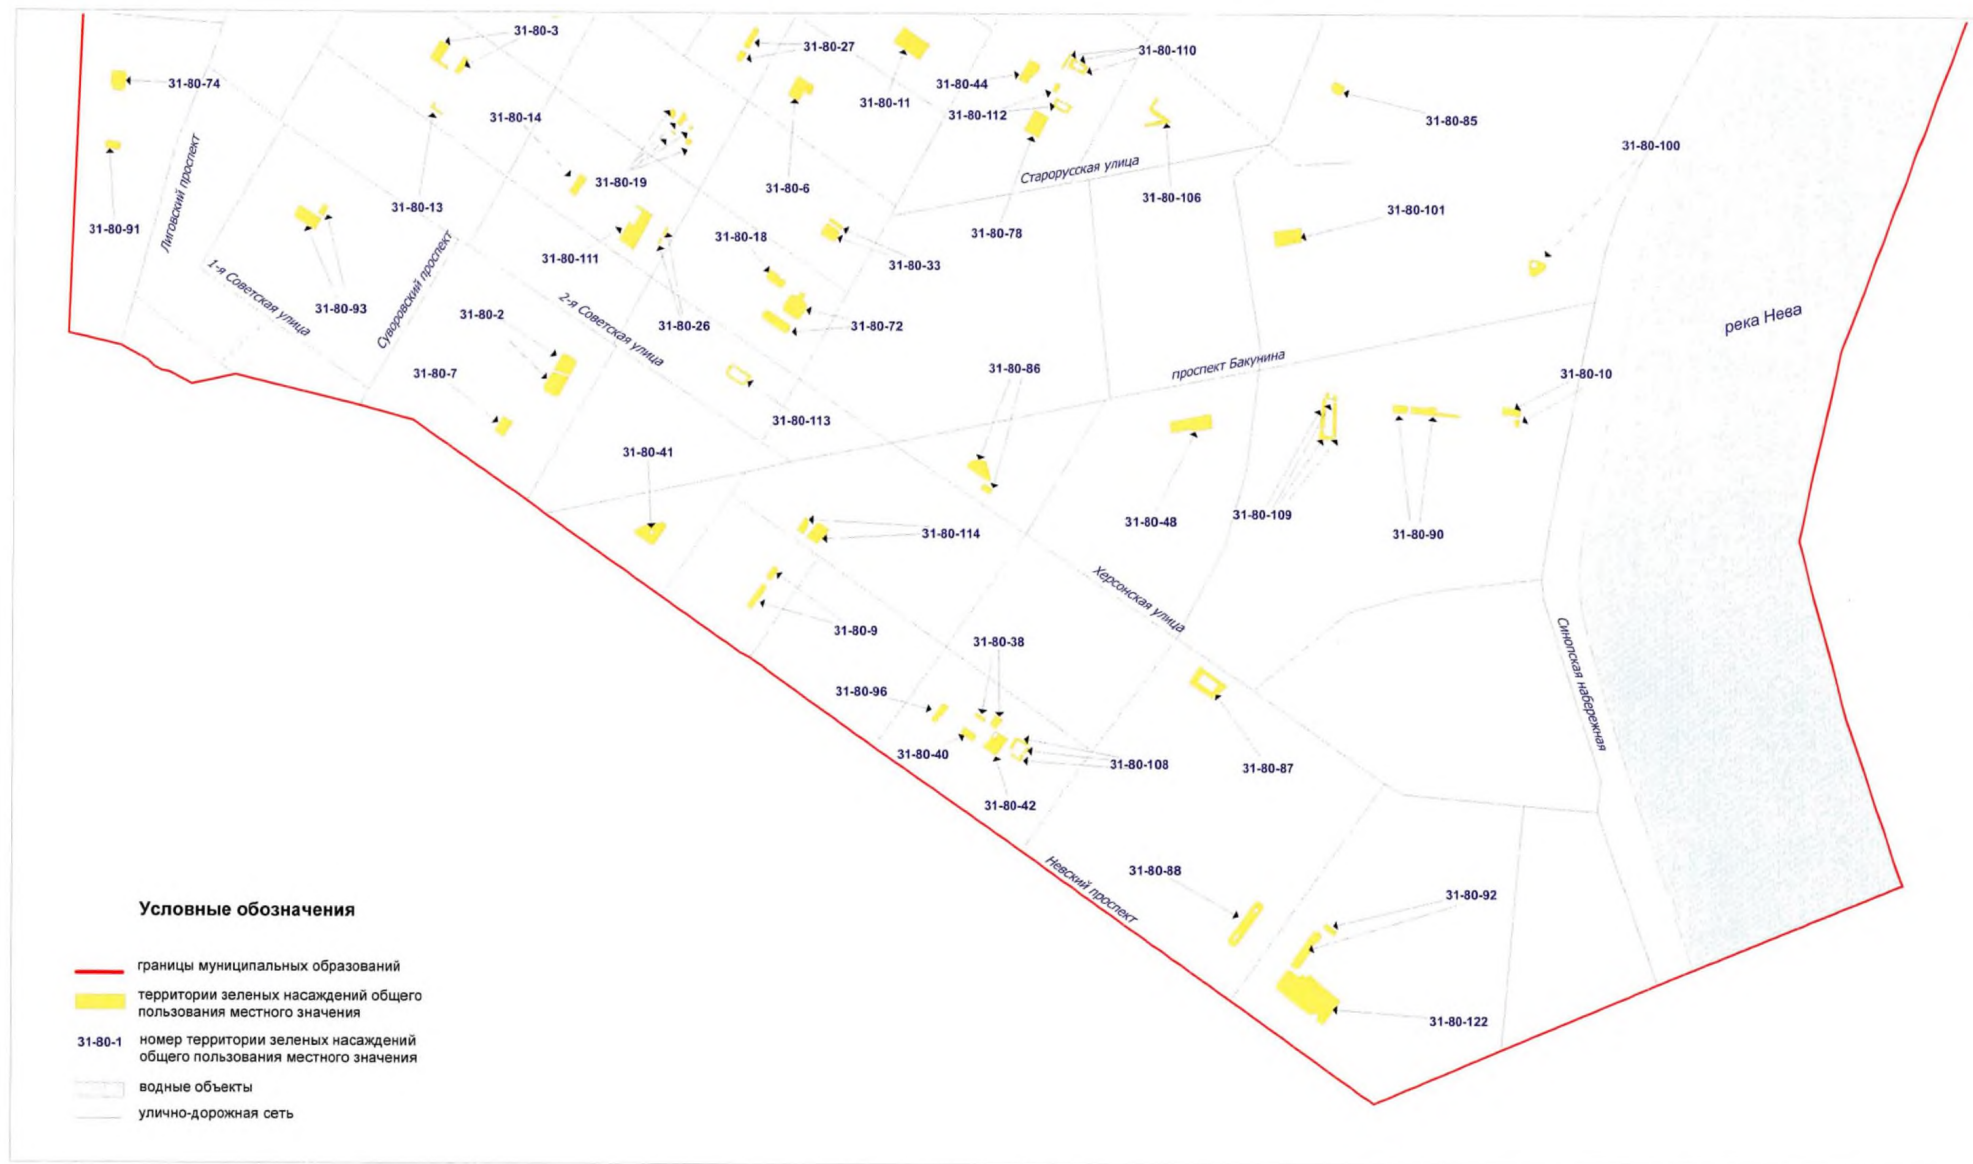 31-80-3
31-80-27
31-80-110
31-80-74
31-80-44
31-80-11
31-80-14
31-80-112
31-80-85
31-80-100
Лиговский проспект
Старорусская улица
31-80-19
31-80-6
31-80-106
31-80-13
31-80-101
31-80-91
31-80-18
31-80-78
31-80-111
31-80-33
1-я Советская улица
Суворовский проспект
31-80-93
31-80-2
2-я Советская улица
31-80-26
31-80-72
река Нева
31-80-7
31-80-86
проспект Бакунина
31-80-10
31-80-113
31-80-41
31-80-48
31-80-109
31-80-114
31-80-90
Херсонская улица
31-80-9
31-80-38
Синопская набережная
31-80-96
31-80-40
31-80-108
31-80-87
31-80-42
Невский проспект
31-80-88
31-80-92
31-80-122
Условные обозначения
границы муниципальных образований
территории зеленых насаждений общего
пользования местного значения
31-80-1 номер территории зеленых насаждений
общего пользования местного значения
водные объекты
улично-дорожная сеть